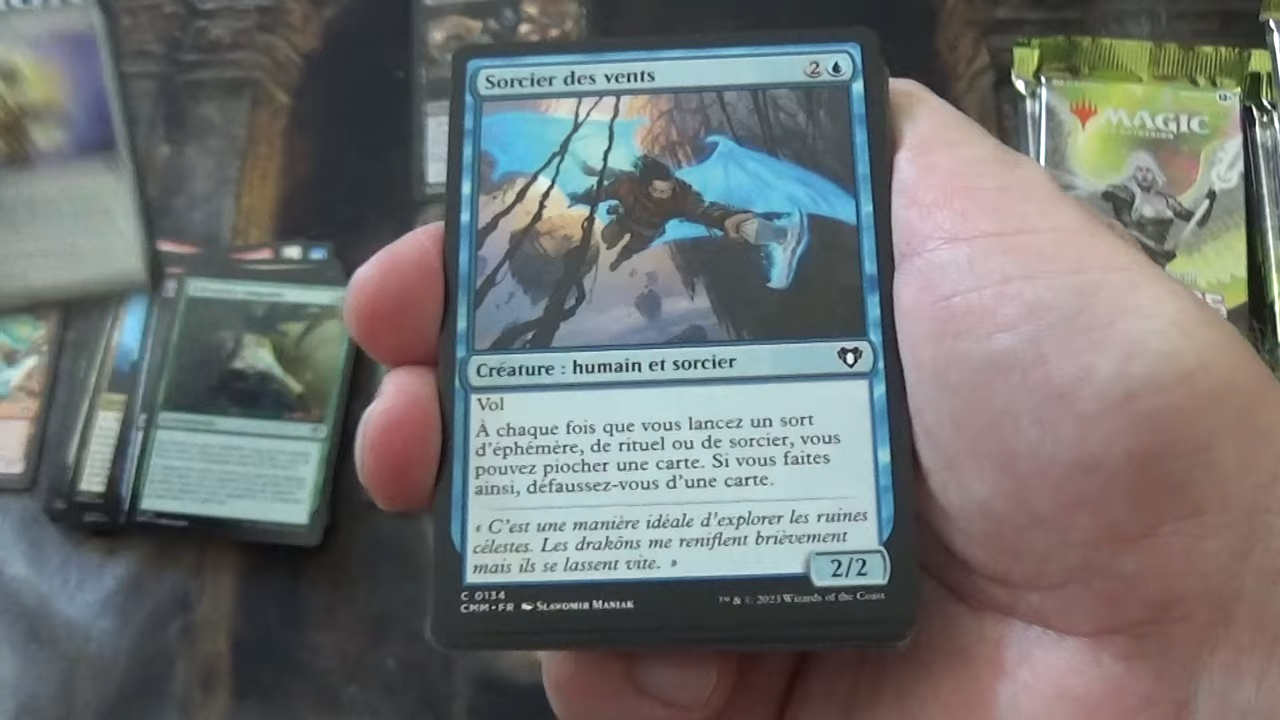 Sorcier des vents
2
Créature : humain et sorcier
Vol
À chaque fois que vous lancez un sort
d'éphémère, de rituel ou de sorcier, vous
pouvez piocher une carte. Si vous faites
ainsi, défaussez-vous d'une carte.
« C'est une manière idéale d'explorer les ruines
célestes. Les drakôns me reniflent brièvement
mais ils se lassent vite. »
2/2
C 0134
CMM • FR SLAWOMIR MANIAK
™ & © 2023 Wizards of the Coast
MAGIC